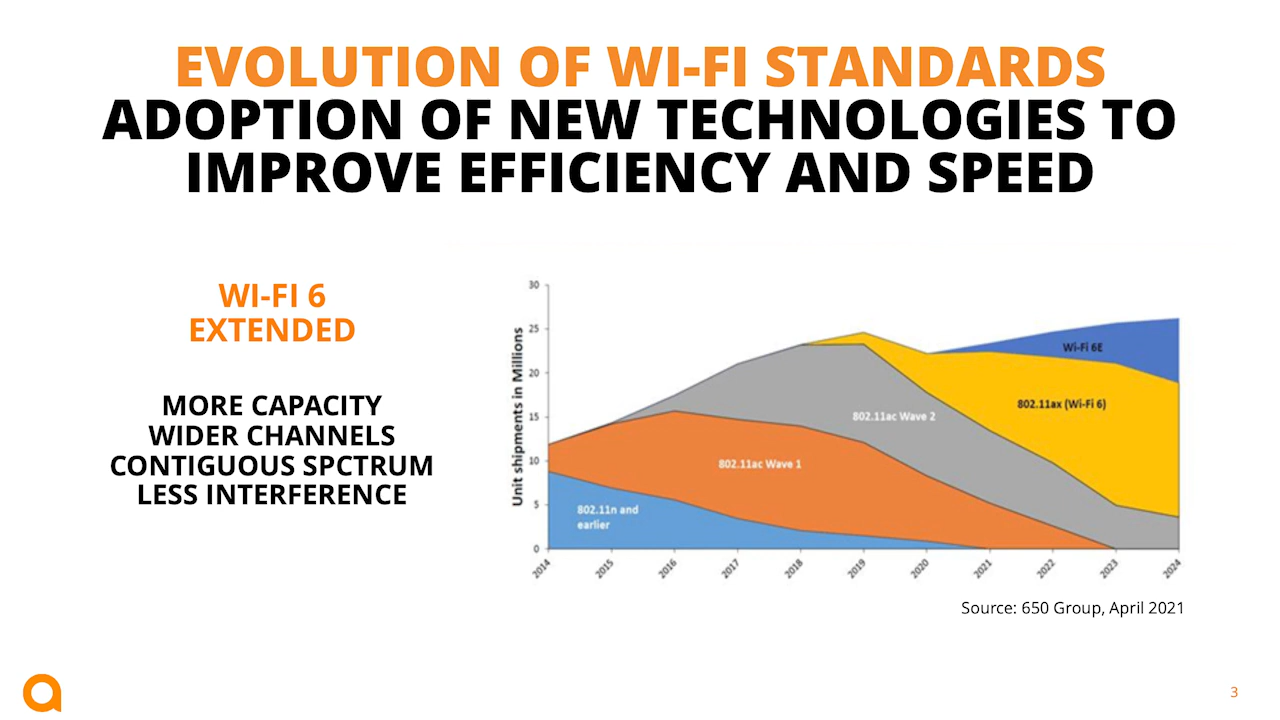 EVOLUTION OF WI-FI STANDARDS
ADOPTION OF NEW TECHNOLOGIES TO
IMPROVE EFFICIENCY AND SPEED
WI-FI 6
EXTENDED
MORE CAPACITY
WIDER CHANNELS
CONTIGUOUS SPCTRUM
LESS INTERFERENCE
Unit shipments in Millions
30
25
20
15
10
5
0
Wi-Fi 6E
802.11ax (Wi-Fi 6)
802.11ac Wave 2
802.11ac Wave 1
802.11n and
earlier
2014 2015 2016 2017 2018 2019 2020 2021 2022 2023 2024
Source: 650 Group, April 2021
3